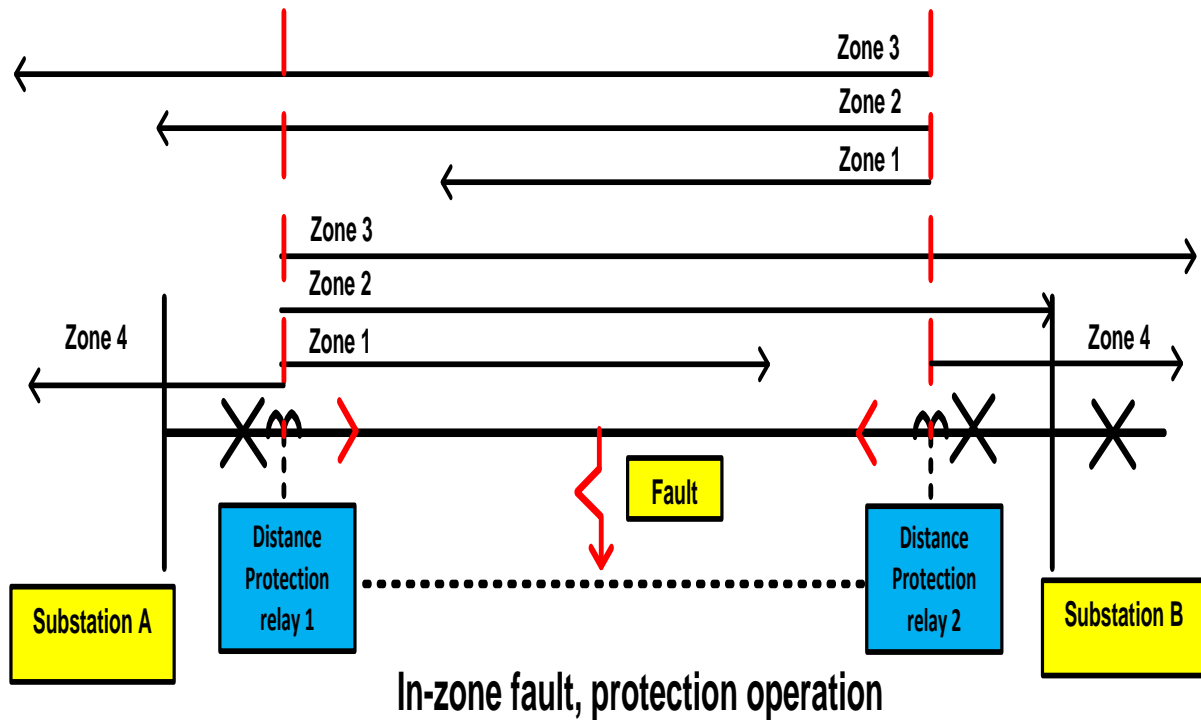 Zone 3
Zone 2
Zone 1
Zone 3
Zone 2
Zone 4
Zone 1
Zone 4
Fault
Distance
Protection
relay 1
Distance
Protection
relay 2
Substation A
Substation B
In-zone fault, protection operation